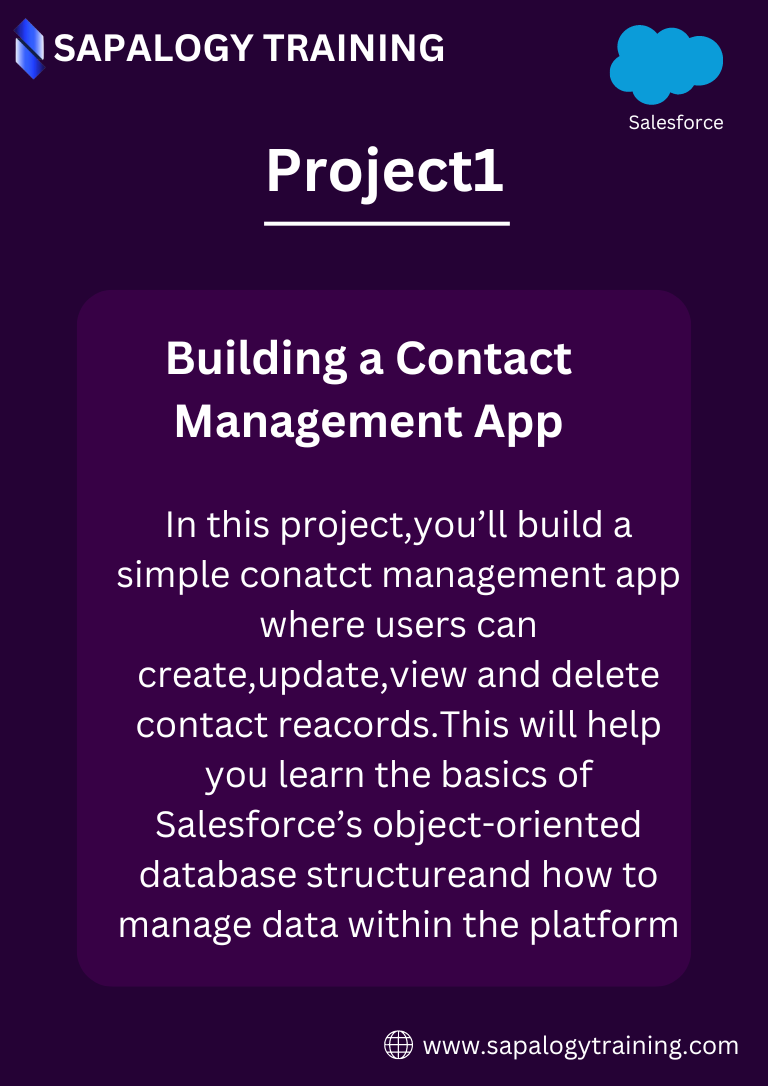 SAPALOGY TRAINING
Salesforce
Project1
Building a Contact
Management App
In this project,you’ll build a
simple conatct management app
where users can
create,update,view and delete
contact reacords.This will help
you learn the basics of
Salesforce’s object-oriented
database structureand how to
manage data within the platform
www.sapalogytraining.com